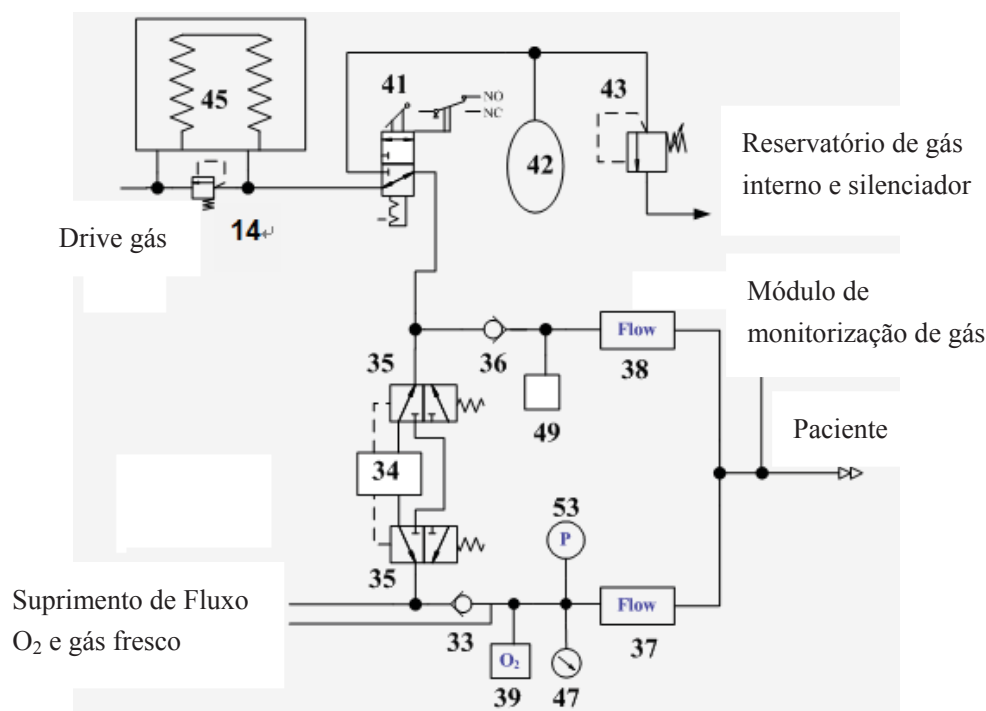 45
41
NO
NC
43
42
Reservatório de gás
interno e silenciador
14
Drive gás
Módulo de
monitorização de gás
35
36
Flow
38
49
Paciente
34
53
P
35
Suprimento de Fluxo
O₂ e gás fresco
33
O₂
39
47
Flow
37